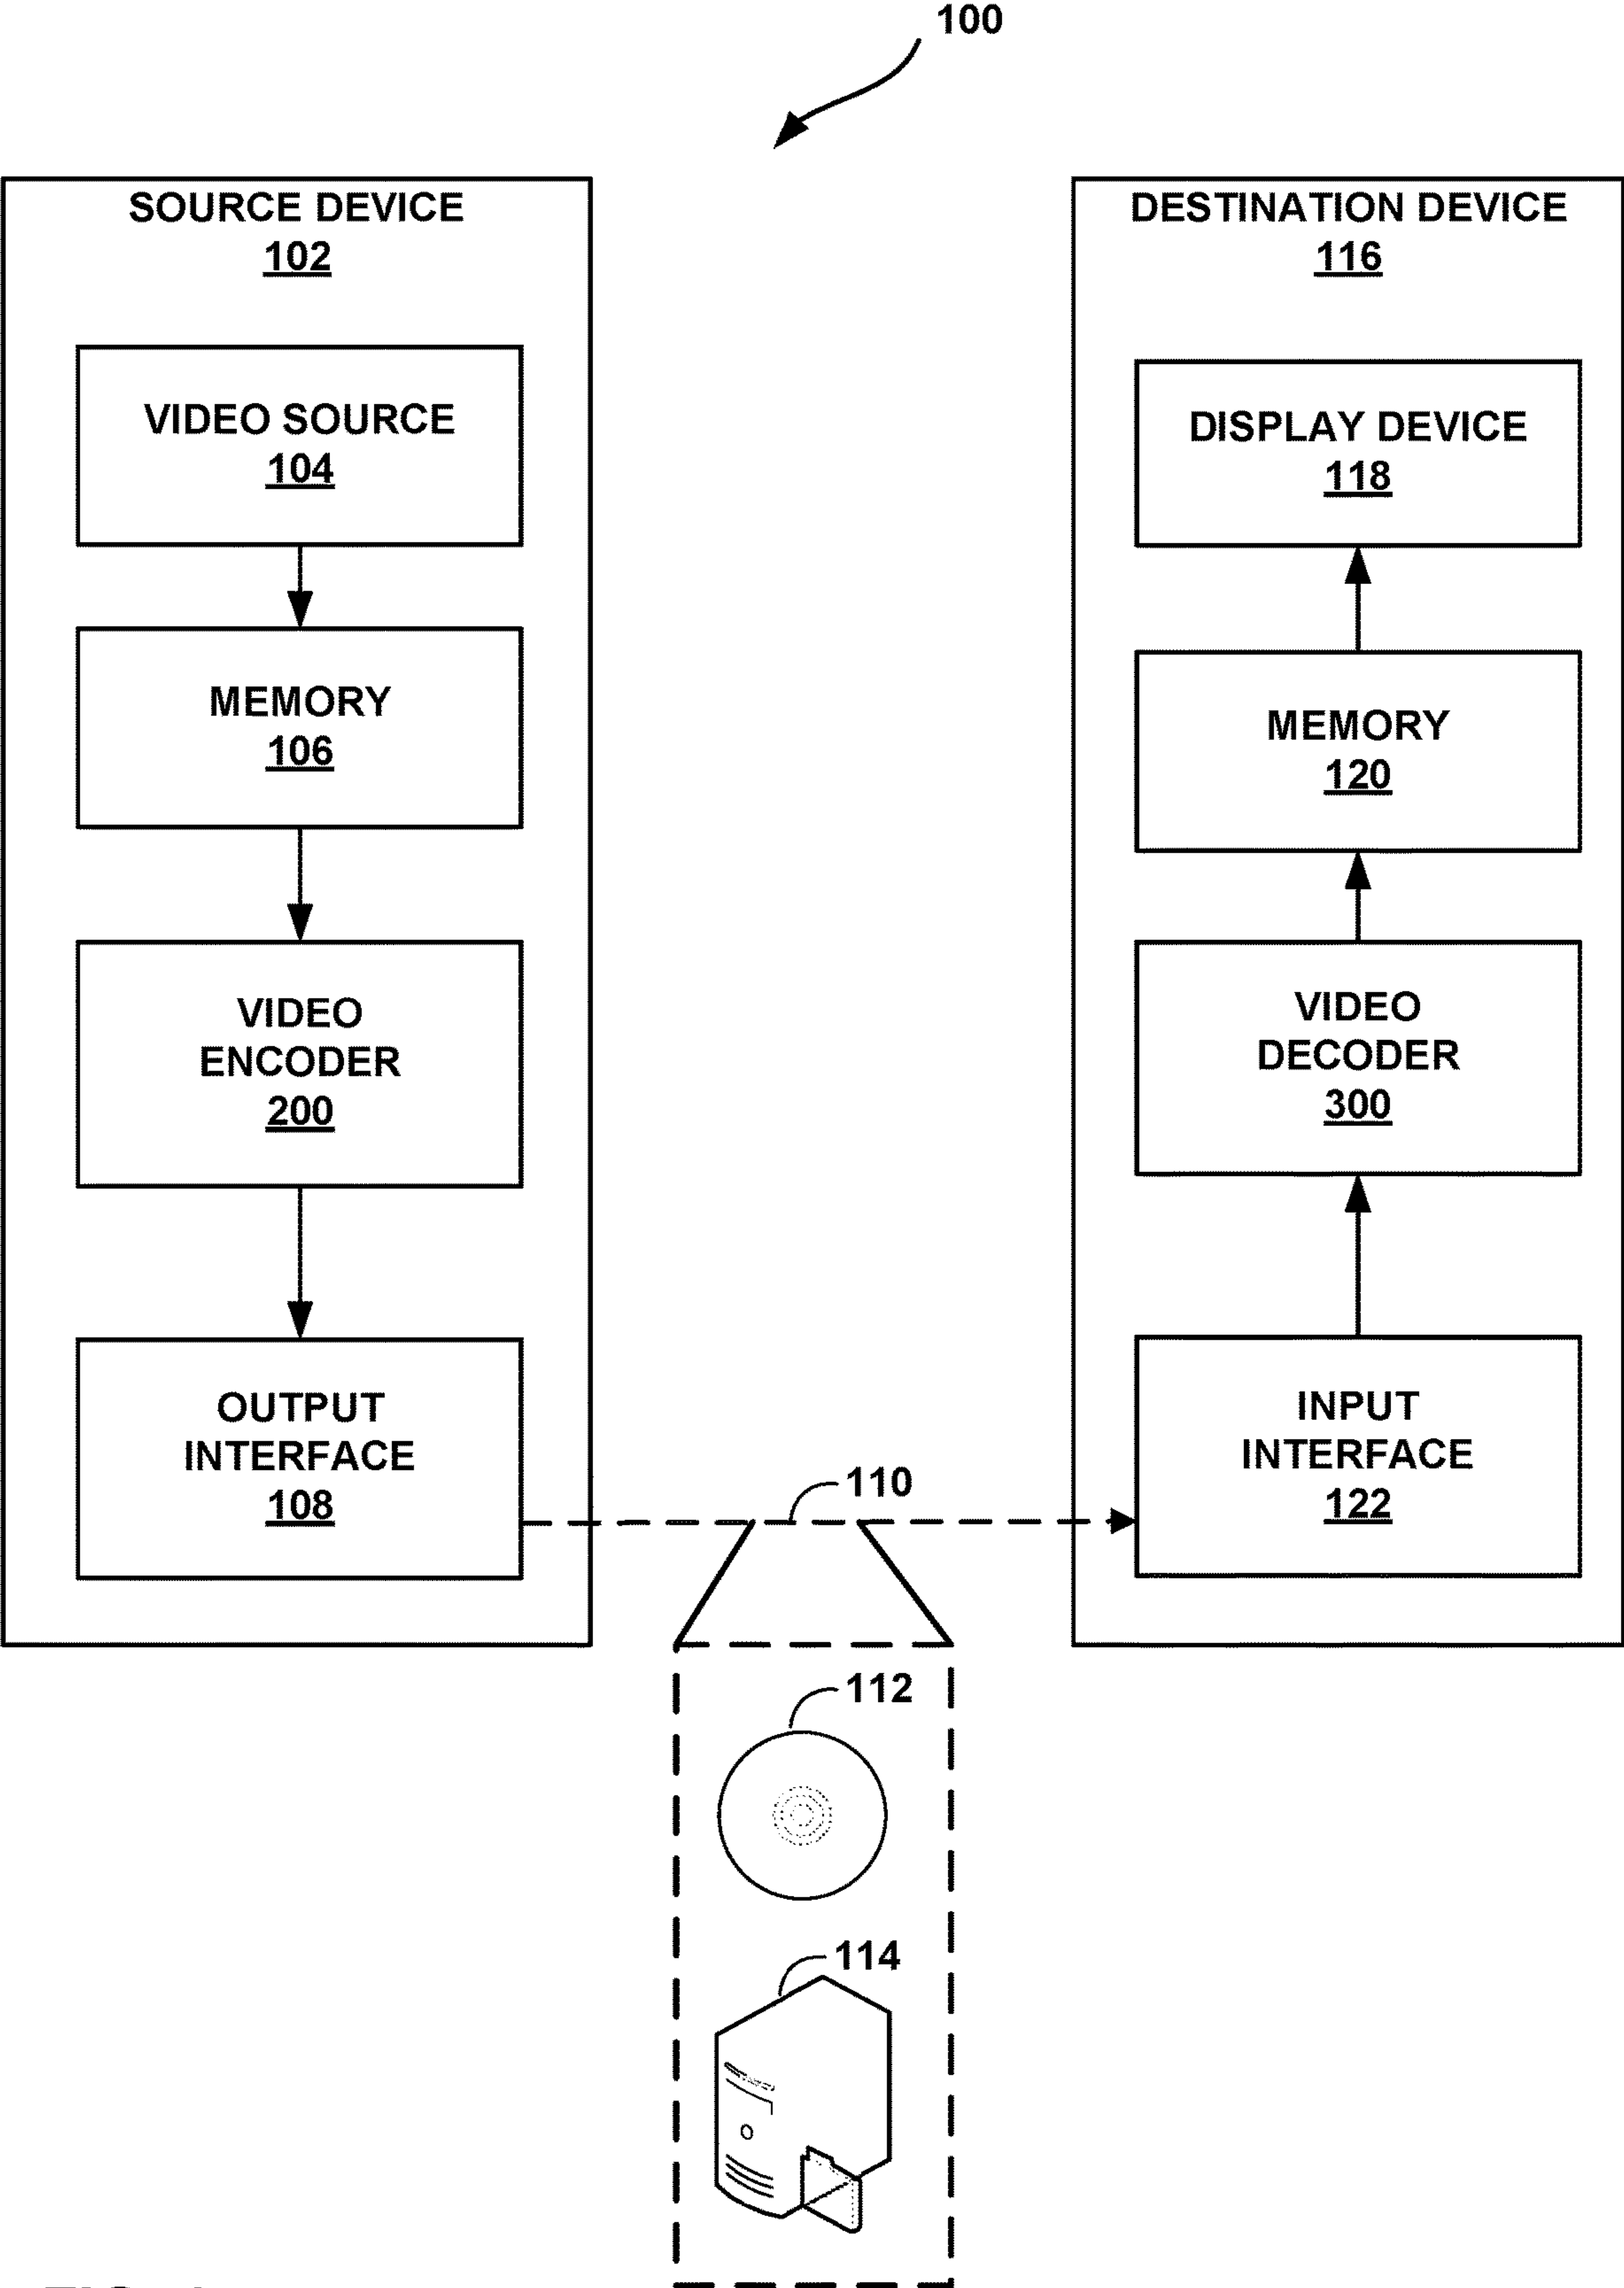 100
SOURCE DEVICE
102
VIDEO SOURCE
104
MEMORY
106
VIDEO
ENCODER
200
OUTPUT
INTERFACE
108
DESTINATION DEVICE
116
DISPLAY DEVICE
118
MEMORY
120
VIDEO
DECODER
300
INPUT
INTERFACE
122
110
112
114